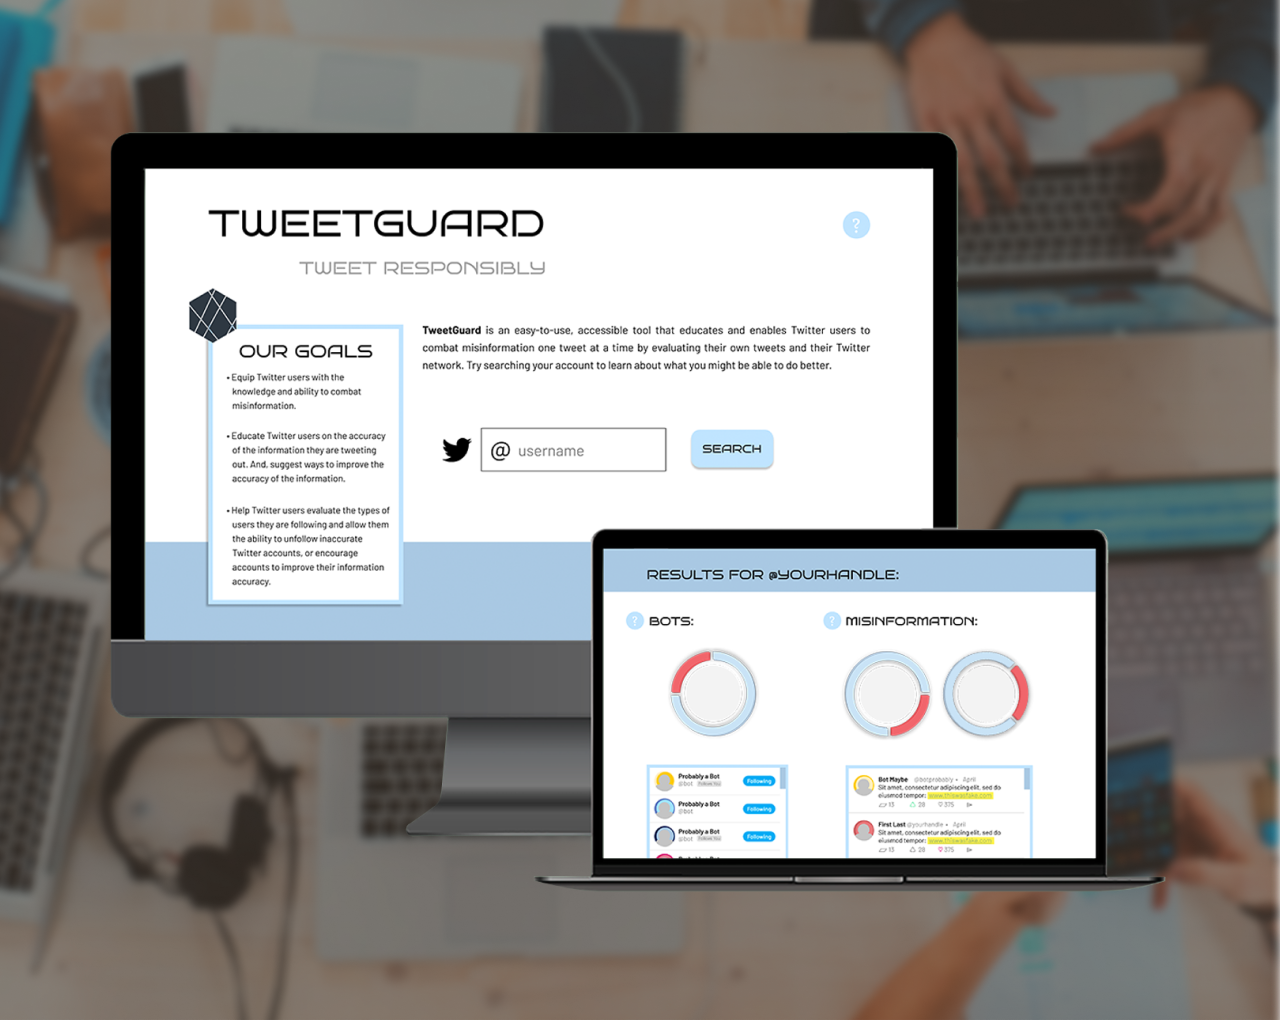 TWEETGUARD
TWEET RESPONSIBLY
?
OUR GOALS
• Equip Twitter users with the
knowledge and ability to combat
misinformation.
• Educate Twitter users on the accuracy
of the information they are tweeting
out. And, suggest ways to improve the
accuracy of the information.
• Help Twitter users evaluate the types of
users they are following and allow them
the ability to unfollow inaccurate
Twitter accounts, or encourage
accounts to improve their information
accuracy.
TweetGuard is an easy-to-use, accessible tool that educates and enables Twitter users to
combat misinformation one tweet at a time by evaluating their own tweets and their Twitter
network. Try searching your account to learn about what you might be able to do better.
@ username
SEARCH
RESULTS FOR @YOURHANDLE:
? BOTS:
Probably a Bot
@bot Follows You
Following
Probably a Bot
@Bot
Following
Probably a Bot
@bot Follows You
Following
? MISINFORMATION:
Bot Maybe @botprobably • April
Sit amet, consectetur adipiscing elit, sed do
eiusmod tempor: www.thiswasfake.com
13 28 375
First Last @yourhandle • April
Sit amet, consectetur adipiscing elit, sed do
eiusmod tempor: www.thiswasfake.com
13 28 375